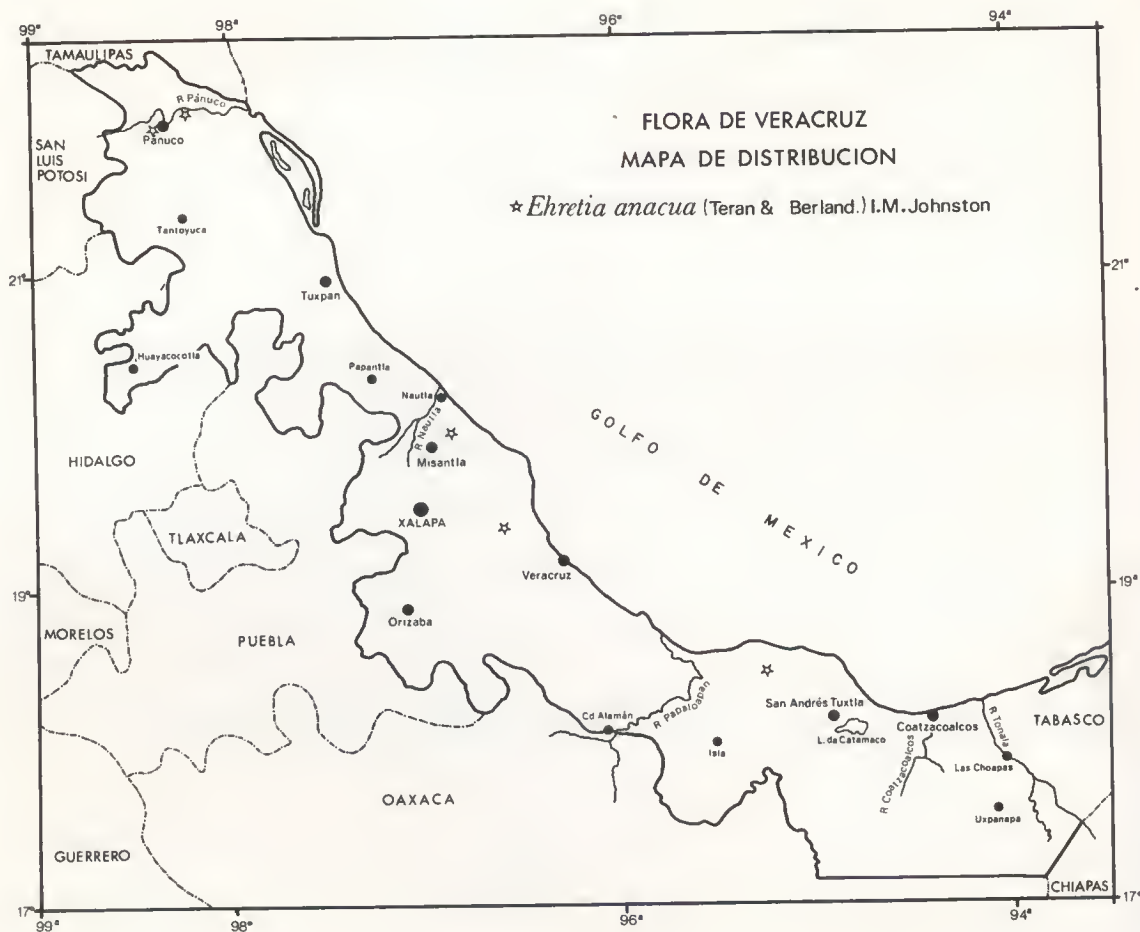 99° 98° 96° 94°
TAMAULIPAS
R Pánuco
Pánuco
SAN
LUIS
POTOSI
FLORA DE VERACRUZ
MAPA DE DISTRIBUCION
☆ Ehretia anacua (Teran & Berland.) I.M.Johnston
Tantoyuca
21° 21°
Tuxpan
Huayacocotla
Papantla
Nautla
R Nautla
Misantla
GOLFO DE MEXICO
HIDALGO
XALAPA
TLAXCALA
Veracruz
19° 19°
Orizaba
MORELOS
PUEBLA
R Papaloapan
San Andrés Tuxtla
L. de Catamaco
Cd Alamán
Isla
Coatzacoalcos
R Coatzacoalcos
R Tonalá
TABASCO
Las Choapas
Uxpanapa
OAXACA
GUERRERO
CHIAPAS
17° 17°
99° 98° 96° 94°